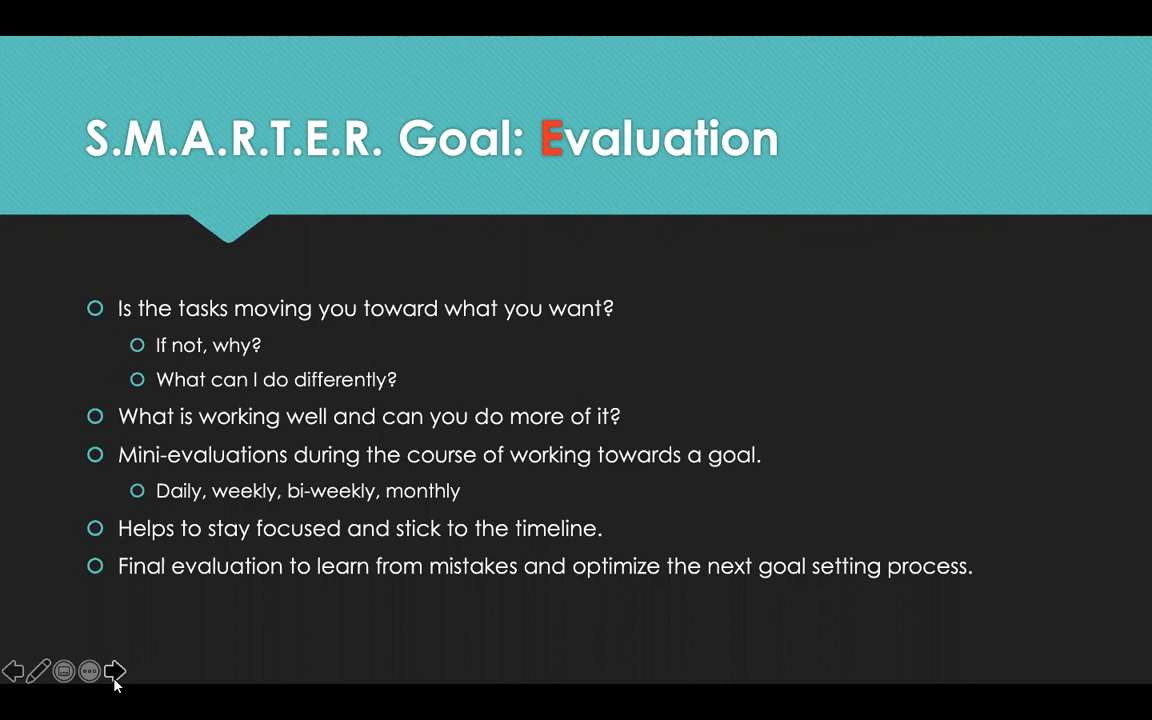 S.M.A.R.T.E.R. Goal: Evaluation
Is the tasks moving you toward what you want?
If not, why?
What can I do differently?
What is working well and can you do more of it?
Mini-evaluations during the course of working towards a goal.
Daily, weekly, bi-weekly, monthly
Helps to stay focused and stick to the timeline.
Final evaluation to learn from mistakes and optimize the next goal setting process.